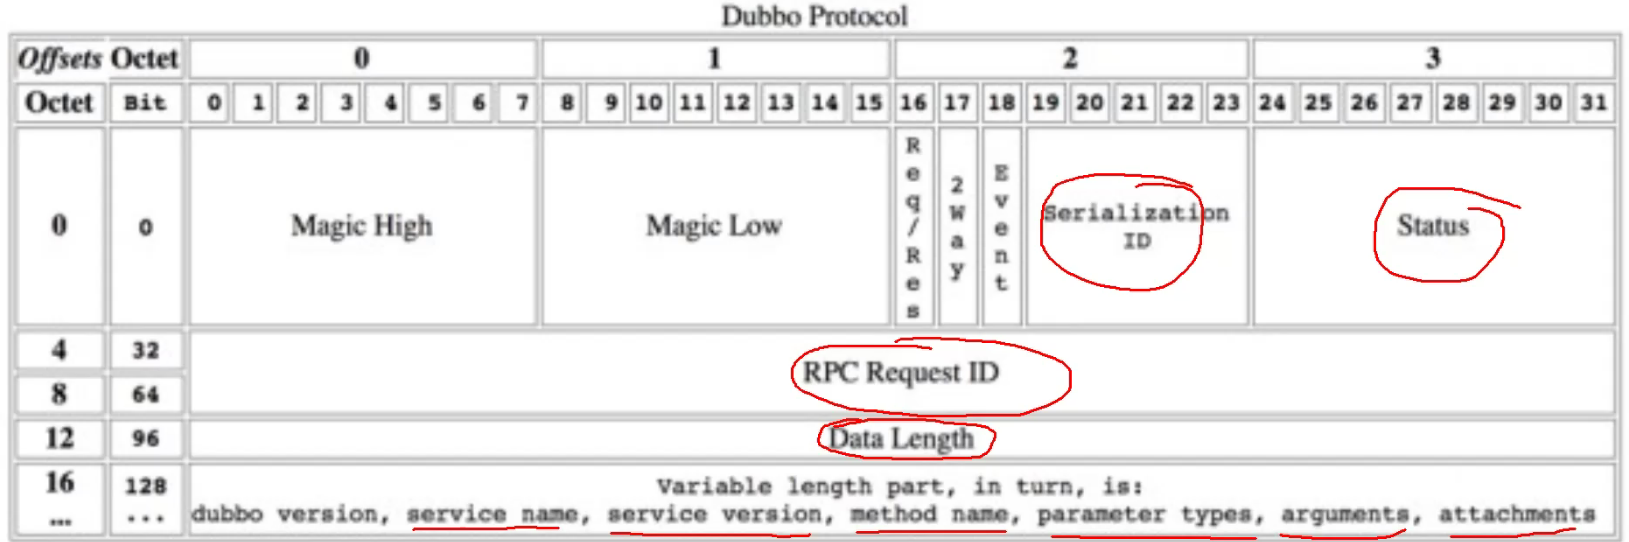 Dubbo Protocol
Offsets Octet 0 1 2 3
Octet Bit 0 1 2 3 4 5 6 7 8 9 10 11 12 13 14 15 16 17 18 19 20 21 22 23 24 25 26 27 28 29 30 31
0 0 Magic High Magic Low Req/Res 2Way Event Serialization ID Status
4 32 RPC Request ID
8 64
12 96 Data Length
16 128 Variable length part, in turn, is:
... ... dubbo version, service name, service version, method name, parameter types, arguments, attachments